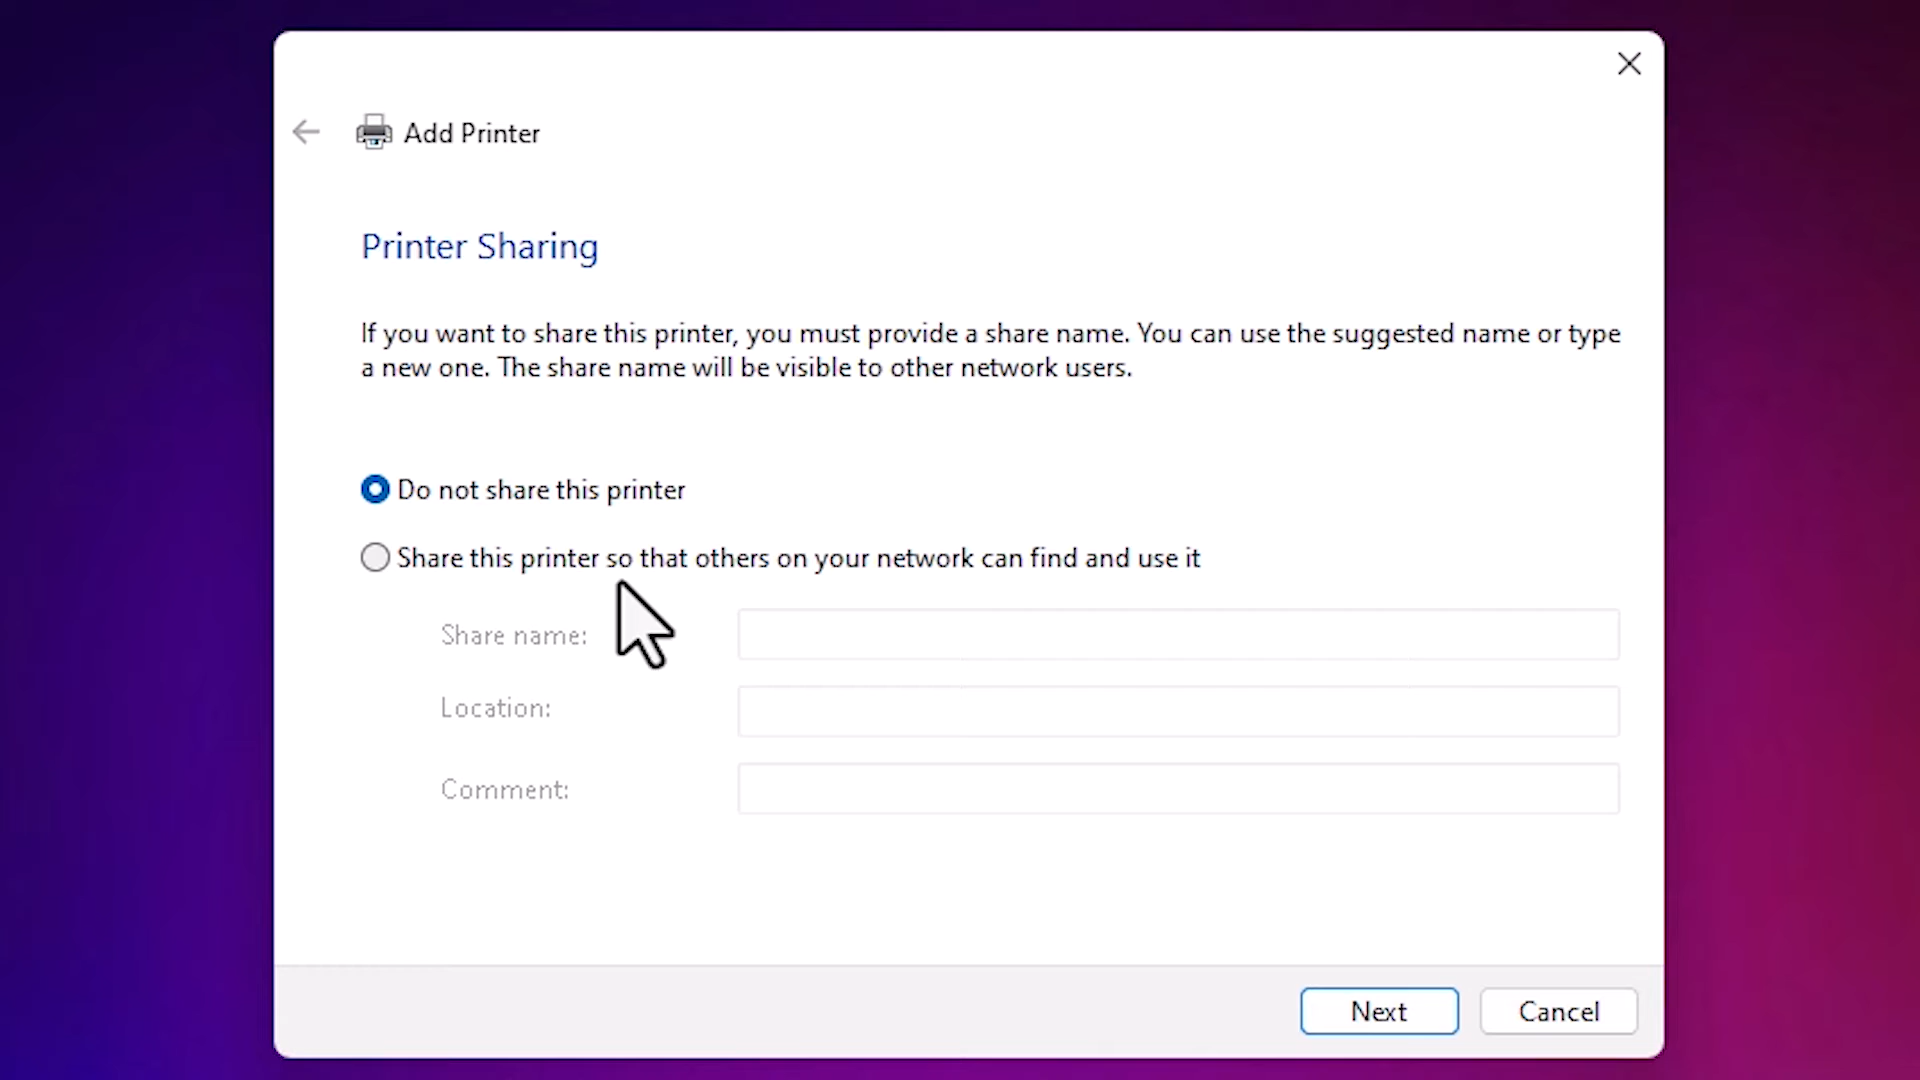 Add Printer
Printer Sharing
If you want to share this printer, you must provide a share name. You can use the suggested name or type
a new one. The share name will be visible to other network users.
Do not share this printer
Share this printer so that others on your network can find and use it
Share name:
Location:
Comment:
Next
Cancel